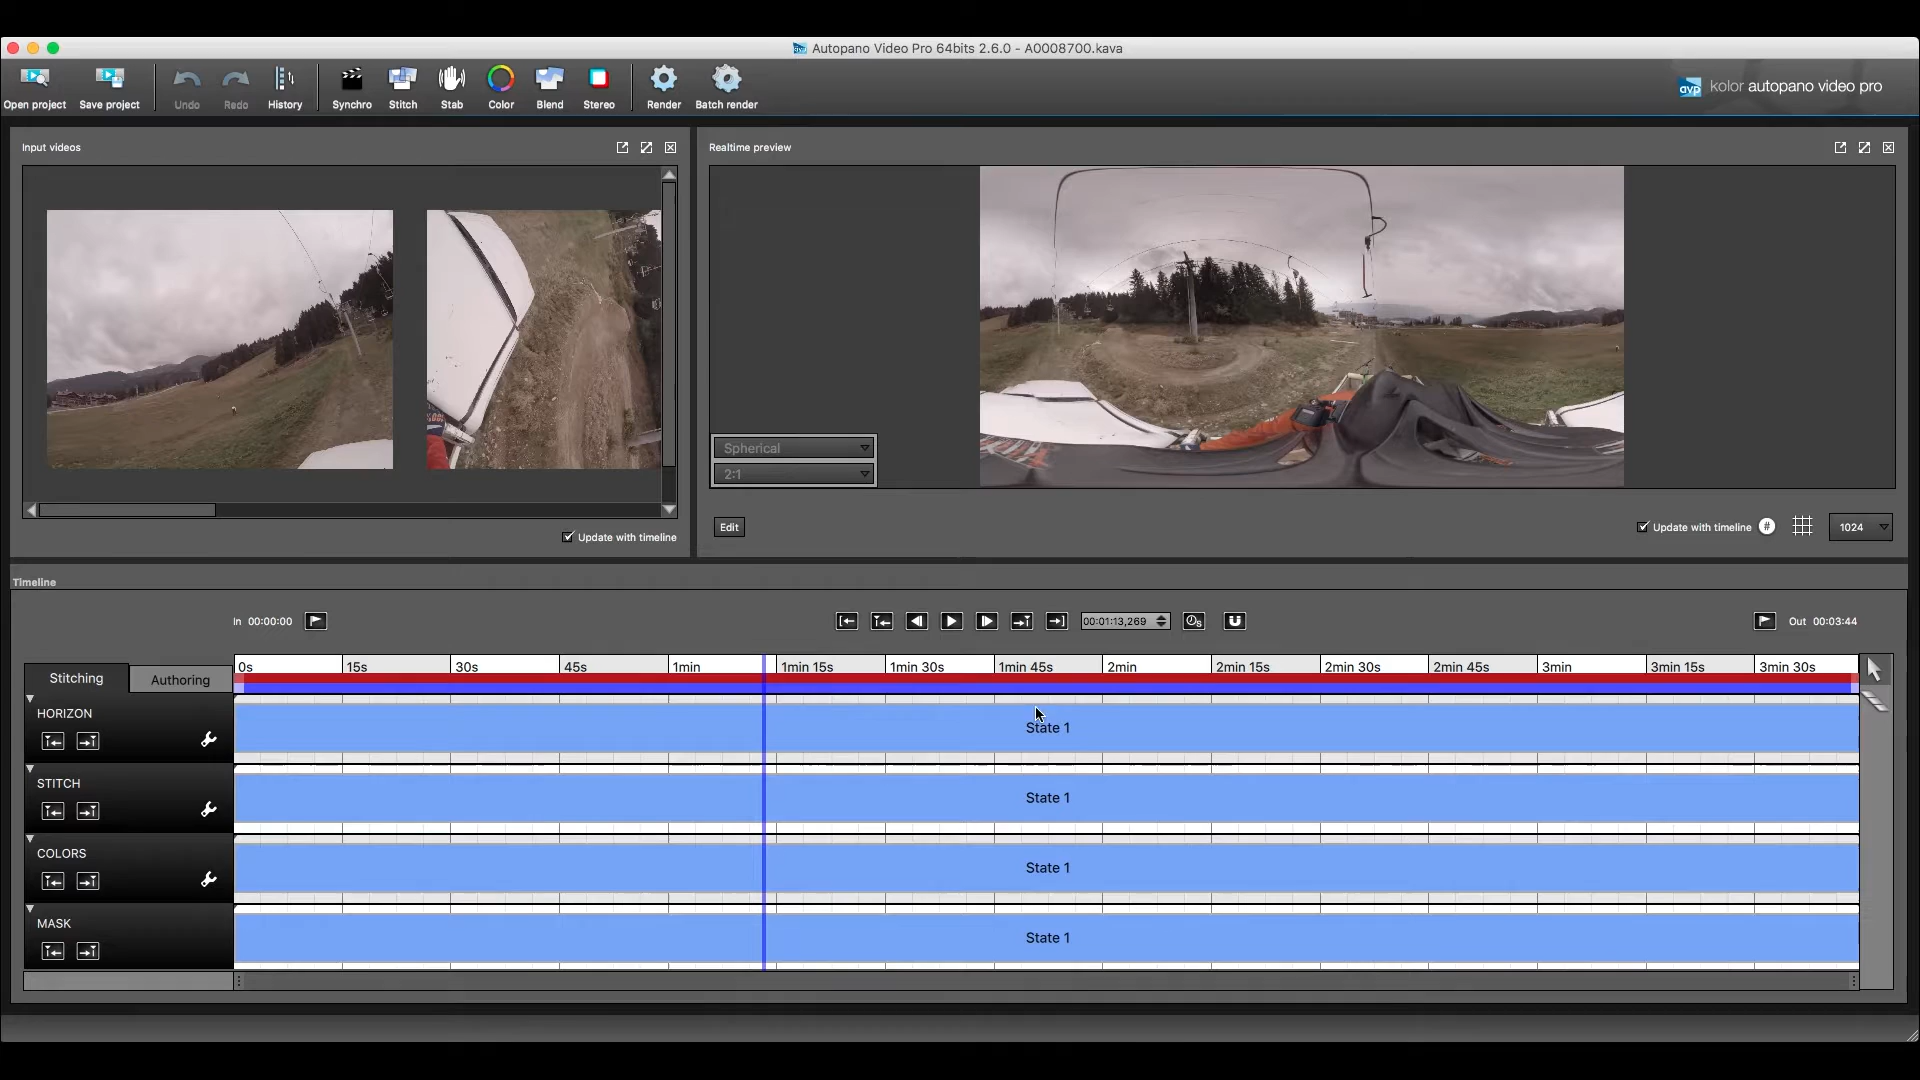 Autopano Video Pro 64bits 2.6.0 - A0008700.kava
Open project Save project Undo Redo History Synchro Stitch Stab Color Blend Stereo Render Batch render
avp kolor autopano video pro
Input videos
Realtime preview
Spherical
2:1
Update with timeline
Edit
Update with timeline # 1024
Timeline
In 00:00:00
00:01:13,269
Out 00:03:44
0s 15s 30s 45s 1min 1min 15s 1min 30s 1min 45s 2min 2min 15s 2min 30s 2min 45s 3min 3min 15s 3min 30s
Stitching Authoring
HORIZON
State 1
STITCH
State 1
COLORS
State 1
MASK
State 1